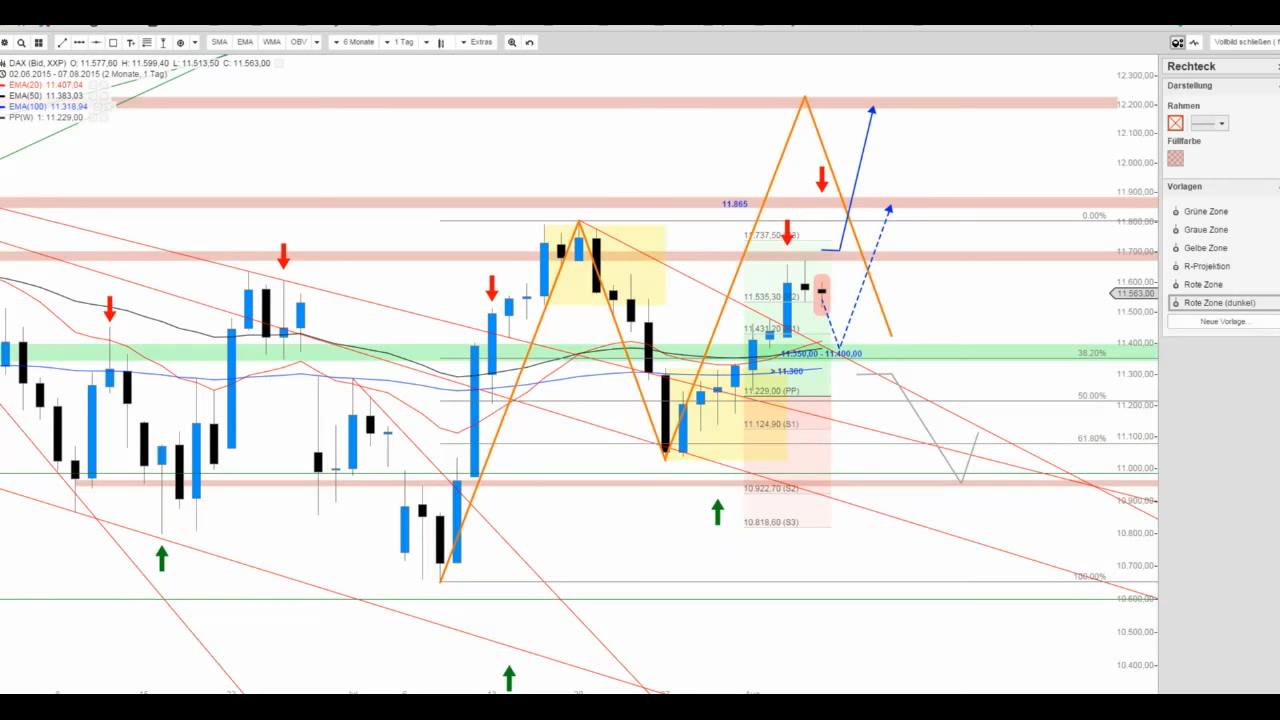 SMA EMA WMA OBV 6 Monate 1 Tag Extras Vollbild schließen ( f
DAX (Bid, XXP) O: 11.577,60 H: 11.599,40 L: 11.513,50 C: 11.563,00
02.06.2015 - 07.08.2015 (2 Monate, 1 Tag)
EMA(20) 11.407,04
EMA(50) 11.383,03
EMA(100) 11.318,94
PP(W) 1: 11.229,00
Rechteck
Darstellung
Rahmen
Füllfarbe
Vorlagen
Grüne Zone
Graue Zone
Gelbe Zone
R-Projektion
Rote Zone
Rote Zone (dunkel)
Neue Vorlage...
12.300,00
12.200,00
12.100,00
12.000,00
11.900,00
11.800,00
11.700,00
11.600,00
11.563,00
11.500,00
11.400,00
11.300,00
11.200,00
11.100,00
11.000,00
10.900,00
10.800,00
10.700,00
10.600,00
10.500,00
10.400,00
0.00%
38.20%
50.00%
61.80%
100.00%
11.865
11.737,50
11.535,30
11.431,20
11.350,00 - 11.400,00
> 11.300
11.229,00 (PP)
11.124,90 (S1)
10.922,70 (S2)
10.818,60 (S3)